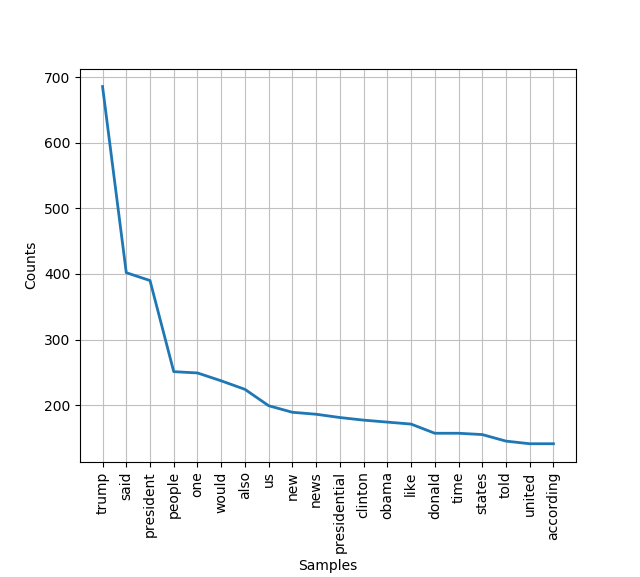 700
600
500
400
300
200
Counts
trump
said
president
people
one
would
also
us
new
news
presidential
clinton
obama
like
donald
time
states
told
united
according
Samples